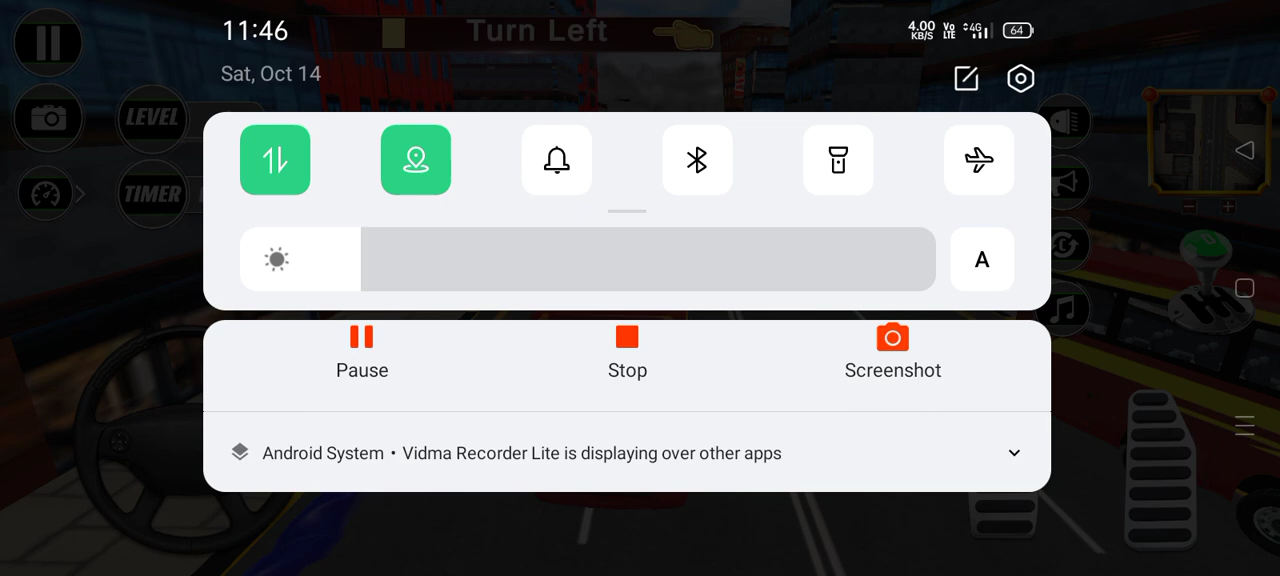 11:46
Turn Left
4.00
KB/S
Vo
LTE
4G
64
Sat, Oct 14
LEVEL
TIMER
A
Pause
Stop
Screenshot
Android System • Vidma Recorder Lite is displaying over other apps